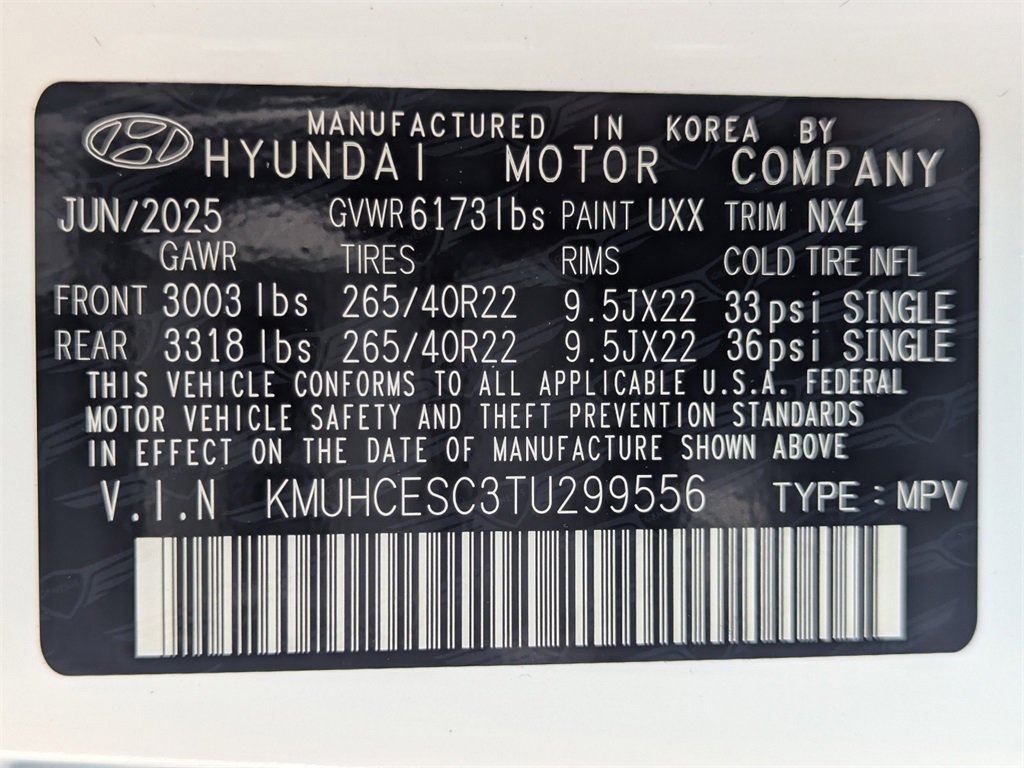 MANUFACTURED IN KOREA BY
HYUNDAI MOTOR COMPANY
JUN/2025 GVWR 6173lbs PAINT UXX TRIM NX4
GAWR TIRES RIMS COLD TIRE INFL
FRONT 3003 lbs 265/40R22 9.5JX22 33psi SINGLE
REAR 3318 lbs 265/40R22 9.5JX22 36psi SINGLE
THIS VEHICLE CONFORMS TO ALL APPLICABLE U.S.A. FEDERAL
MOTOR VEHICLE SAFETY AND THEFT PREVENTION STANDARDS
IN EFFECT ON THE DATE OF MANUFACTURE SHOWN ABOVE
V.I.N KMUHCESC3TU299556 TYPE : MPV